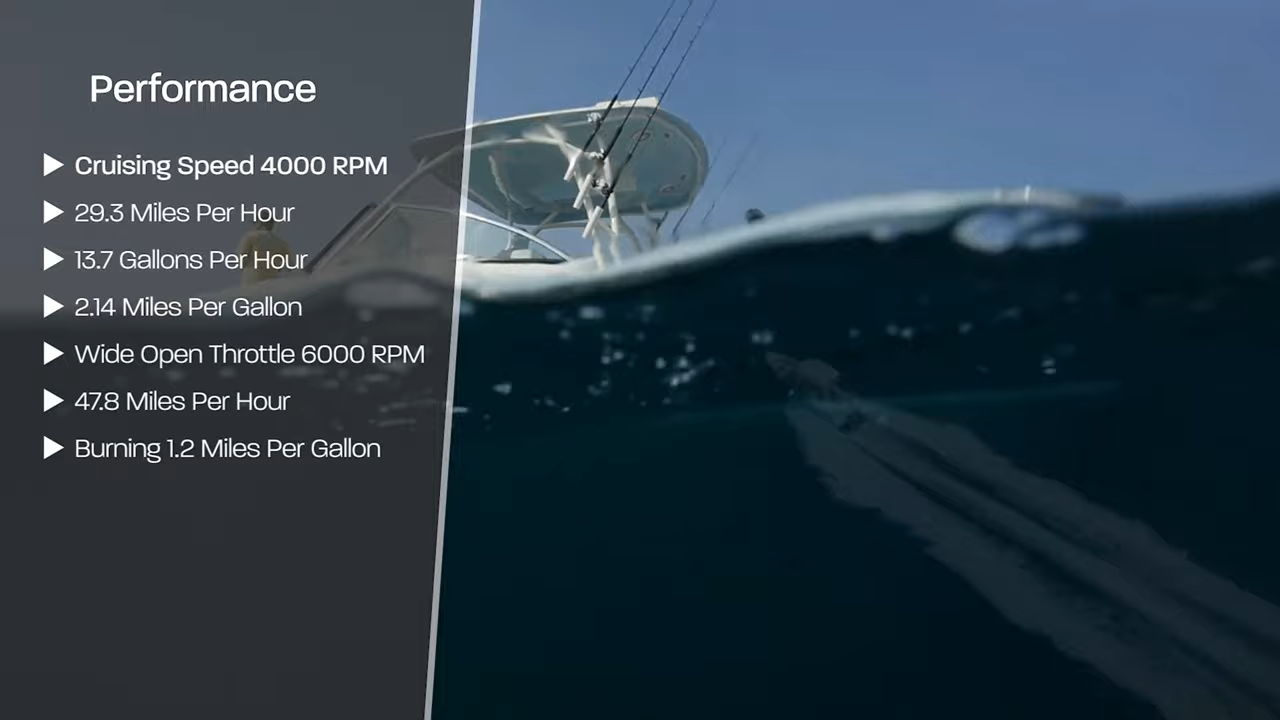 Performance
Cruising Speed 4000 RPM
29.3 Miles Per Hour
13.7 Gallons Per Hour
2.14 Miles Per Gallon
Wide Open Throttle 6000 RPM
47.8 Miles Per Hour
Burning 1.2 Miles Per Gallon